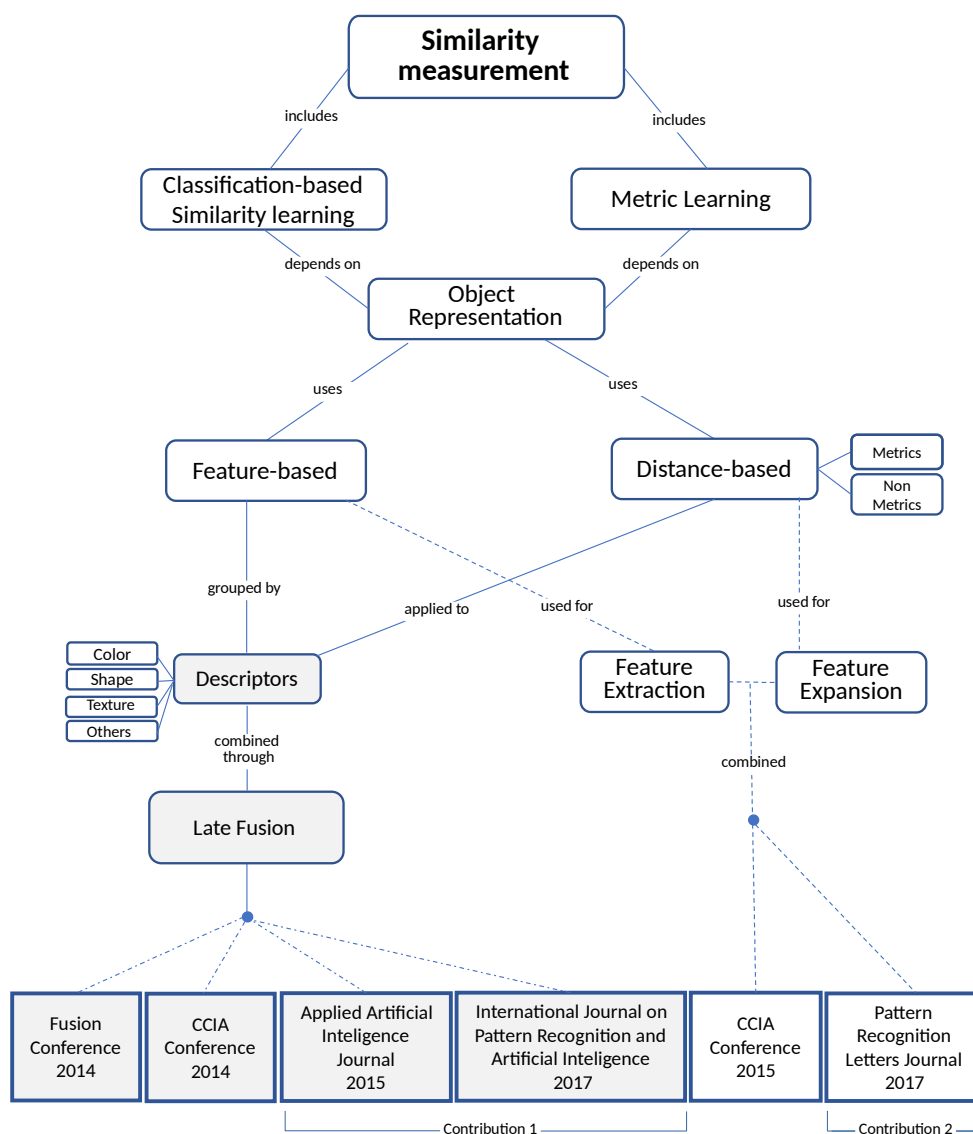 Similarity
measurement
includes
includes
Classification-based
Similarity learning
Metric Learning
depends on
depends on
Object
Representation
uses
uses
Feature-based
Distance-based
Metrics
Non
Metrics
grouped by
applied to
used for
used for
Color
Shape
Texture
Others
Descriptors
Feature
Extraction
Feature
Expansion
combined
through
combined
Late Fusion
Fusion
Conference
2014
CCIA
Conference
2014
Applied Artificial
Inteligence
Journal
2015
International Journal on
Pattern Recognition and
Artificial Inteligence
2017
CCIA
Conference
2015
Pattern
Recognition
Letters Journal
2017
Contribution 1
Contribution 2